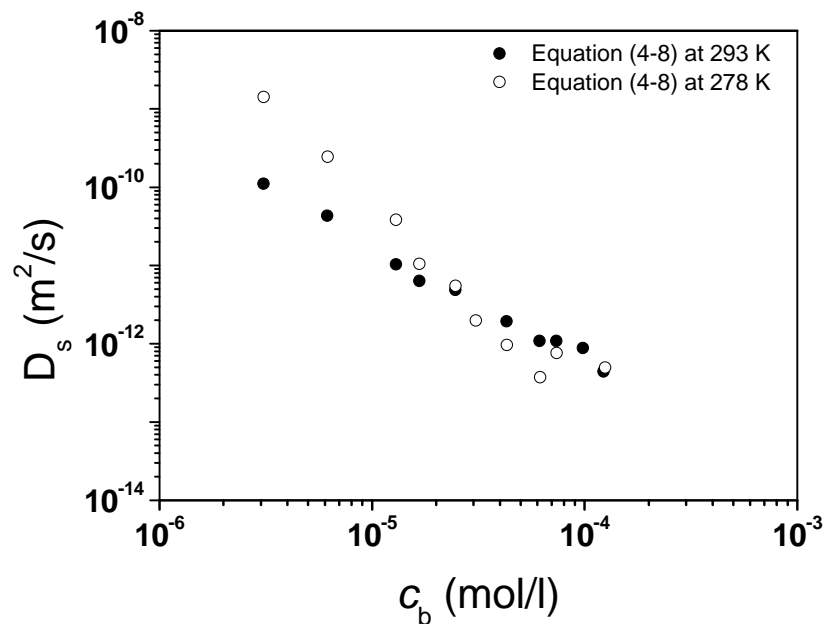 10^-8
Equation (4-8) at 293 K
Equation (4-8) at 278 K
10^-10
D_s (m^2/s)
10^-12
10^-14
10^-6 10^-5 10^-4 10^-3
c_b (mol/l)